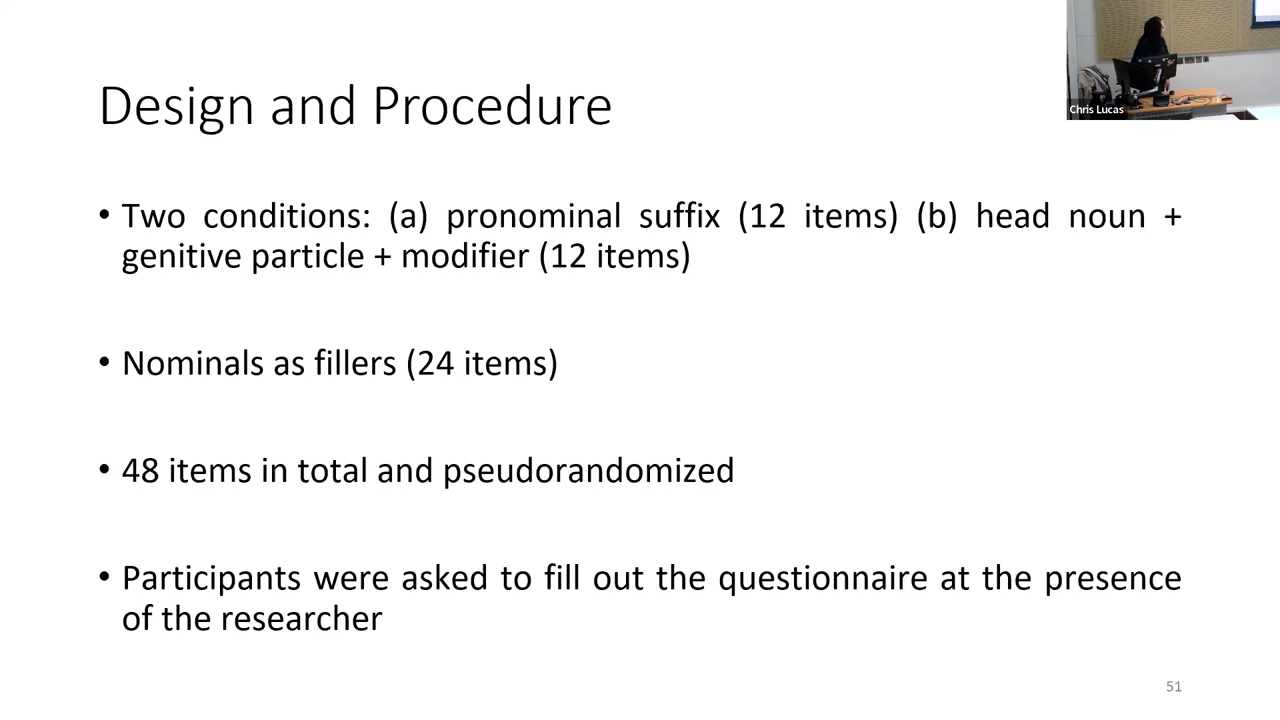 Chris Lucas
Design and Procedure
• Two conditions: (a) pronominal suffix (12 items) (b) head noun +
genitive particle + modifier (12 items)
• Nominals as fillers (24 items)
• 48 items in total and pseudorandomized
• Participants were asked to fill out the questionnaire at the presence
of the researcher
51